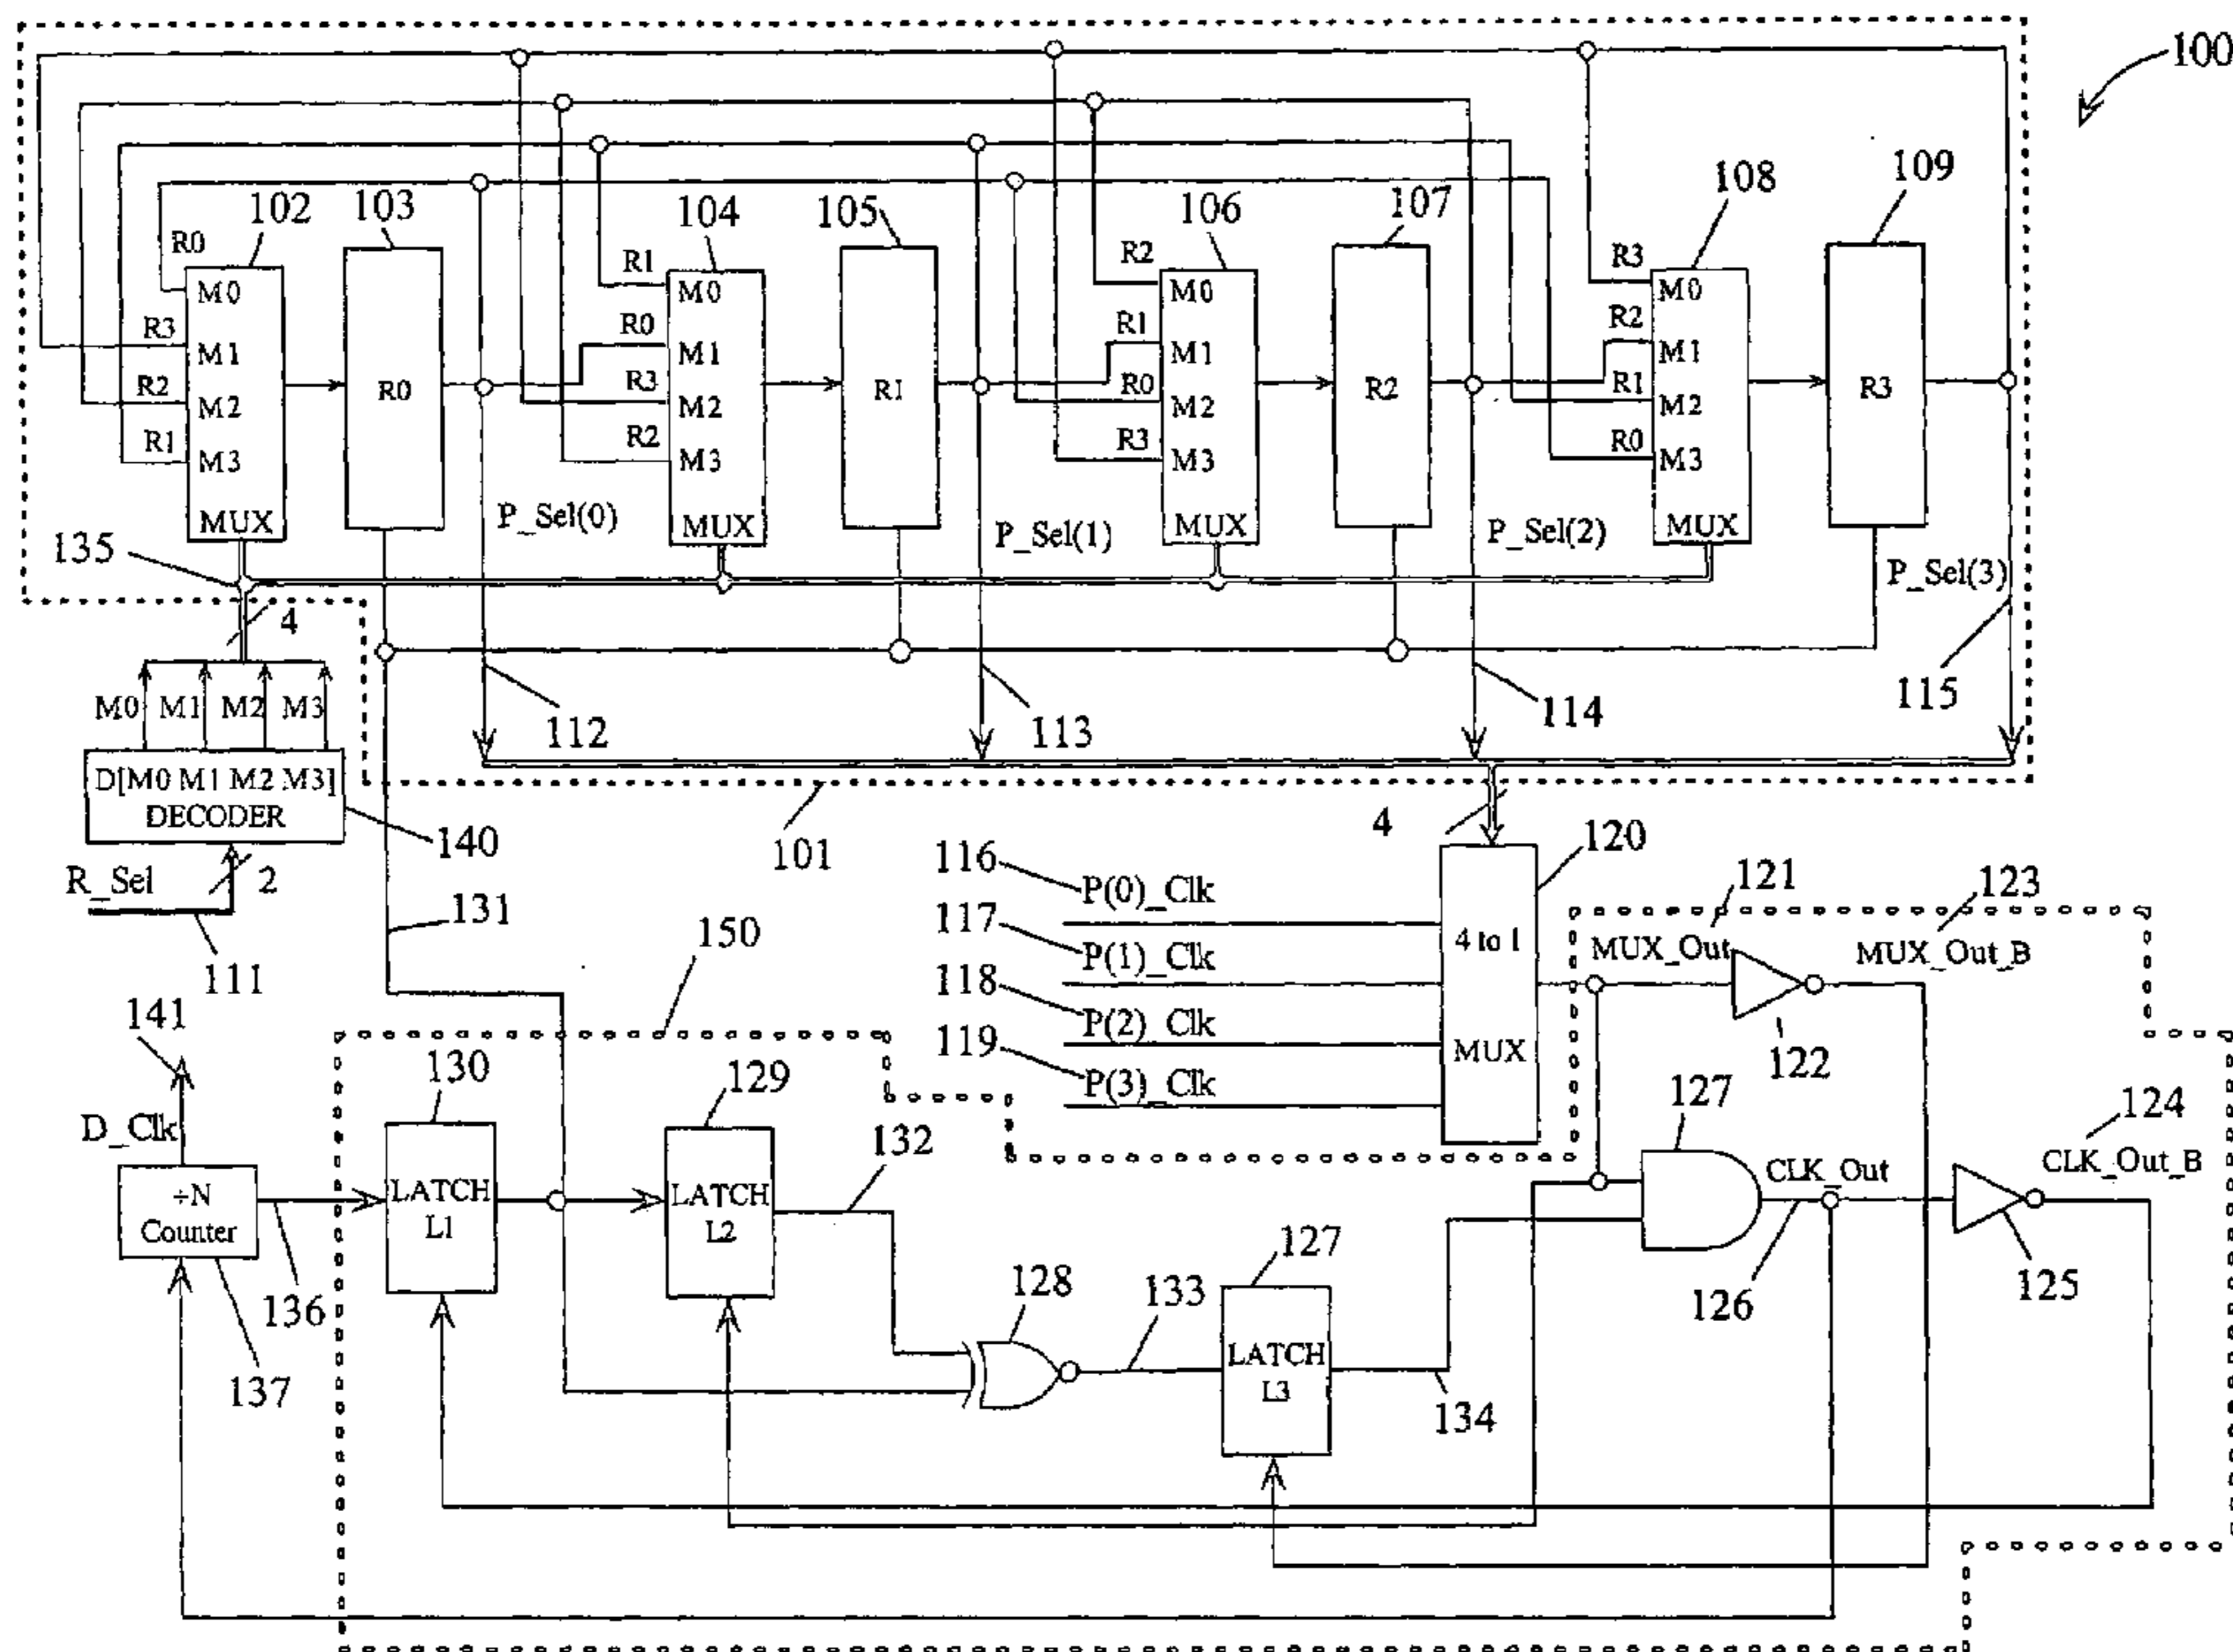 100
102
103
104
105
106
107
108
109
R0
R3
R2
R1
M0
M1
M2
M3
MUX
R0
R1
R0
R3
R2
M0
M1
M2
M3
MUX
R1
R2
R1
R0
R3
M0
M1
M2
M3
MUX
R2
R3
R2
R1
R0
M0
M1
M2
M3
MUX
R3
P_Sel(0)
P_Sel(1)
P_Sel(2)
P_Sel(3)
135
4
M0 M1 M2 M3
D[M0 M1 M2 M3]
DECODER
140
R_Sel
2
111
131
112
113
114
115
101
4
120
116
P(0)_Clk
117
P(1)_Clk
118
P(2)_Clk
119
P(3)_Clk
4 to 1
MUX
121
MUX_Out
122
123
MUX_Out_B
150
141
D_Clk
÷N
Counter
136
137
130
LATCH
L1
129
LATCH
L2
132
128
133
127
LATCH
L3
134
127
CLK_Out
126
124
CLK_Out_B
125